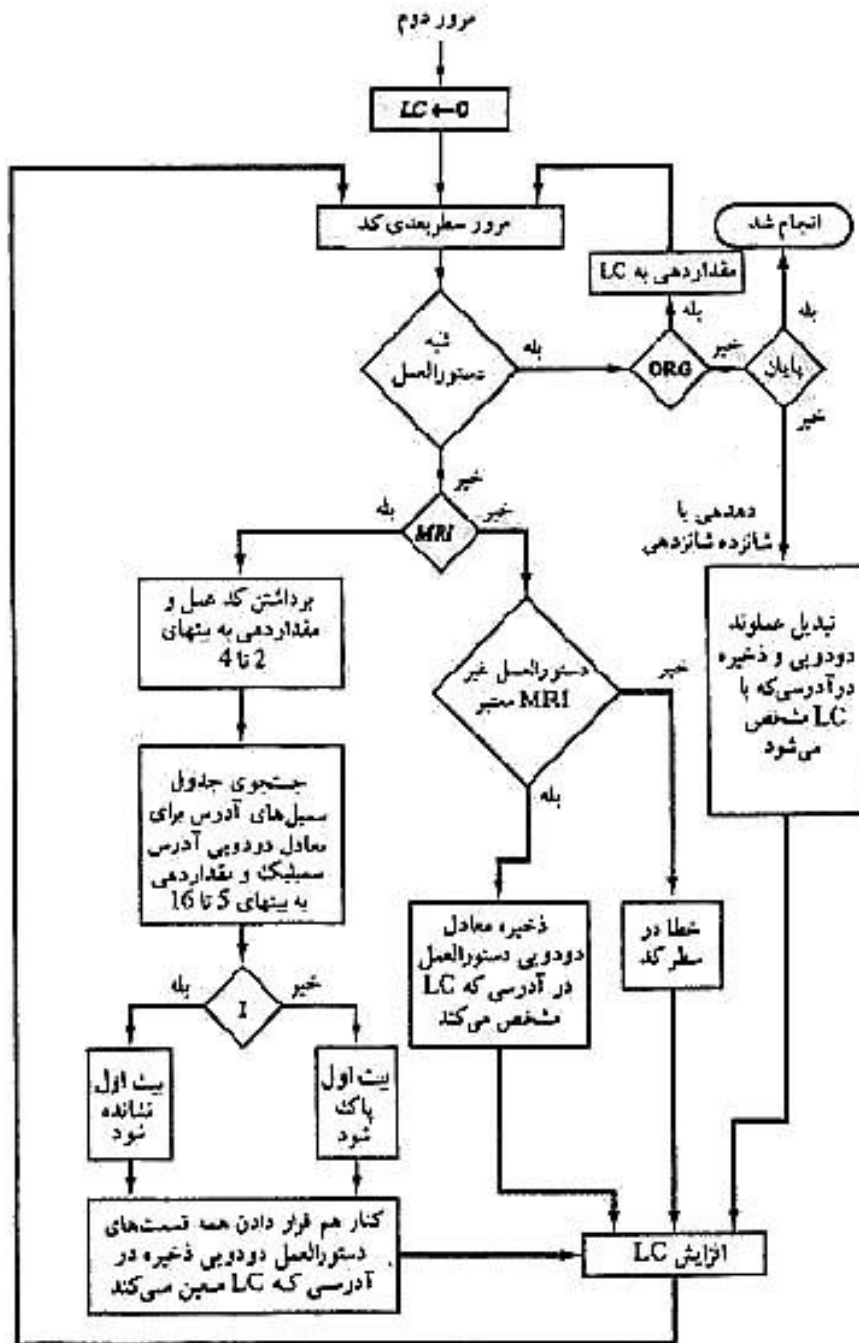 مرور دوم
LC ← 0
مرور سطر بعدی کد
انجام شد
مقداردهی به LC
بله
بله
شبه
دستورالعمل
بله
ORG
خیر
پایان
خیر
خیر
بله
MRI
خیر
دهدهی یا
شانزده شانزدهی
برداشتن کد عمل و
مقداردهی به بیتهای
2 تا 4
دستورالعمل غیر
MRI معتبر
خیر
تبدیل عملوند
دودویی و ذخیره
در آدرسی که با
LC مشخص
می‌شود
بله
جستجوی جدول
سمبل‌های آدرس برای
معادل دودویی آدرس
سمبلیک و مقداردهی
به بیتهای 5 تا 16
ذخیره معادل
دودویی دستورالعمل
در آدرسی که LC
مشخص می‌کند
خطا در
سطر کد
بله
I
خیر
بیت اول
نشانده
شود
بیت اول
پاک
شود
کنار هم قرار دادن همه قسمت‌های
دستورالعمل دودویی ذخیره در
آدرسی که LC معین می‌کند
افزایش LC